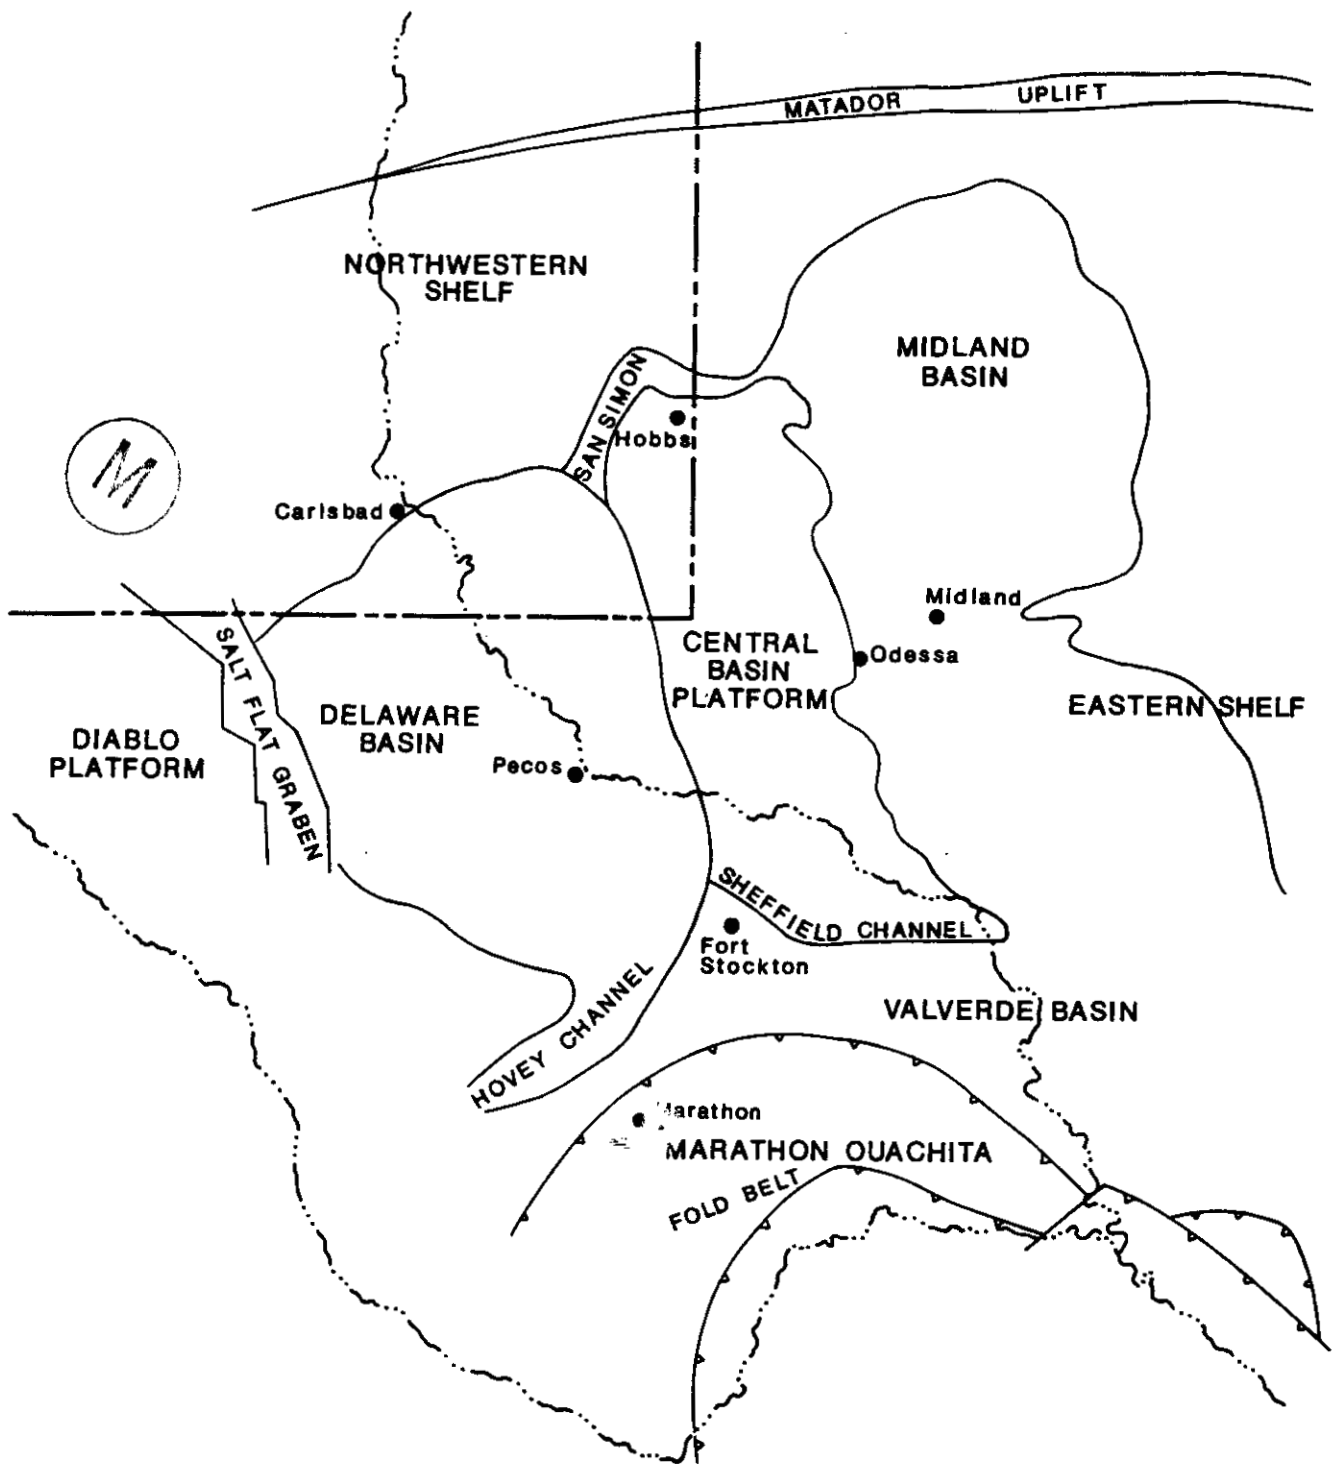 MATADOR UPLIFT
NORTHWESTERN
SHELF
MIDLAND
BASIN
SAN SIMON
Hobbs
M
Carlsbad
Midland
CENTRAL
BASIN
PLATFORM
Odessa
SALT FLAT GRABEN
EASTERN SHELF
DELAWARE
BASIN
DIABLO
PLATFORM
Pecos
SHEFFIELD CHANNEL
Fort
Stockton
HOVEY CHANNEL
VALVERDE BASIN
Marathon
MARATHON OUACHITA
FOLD BELT